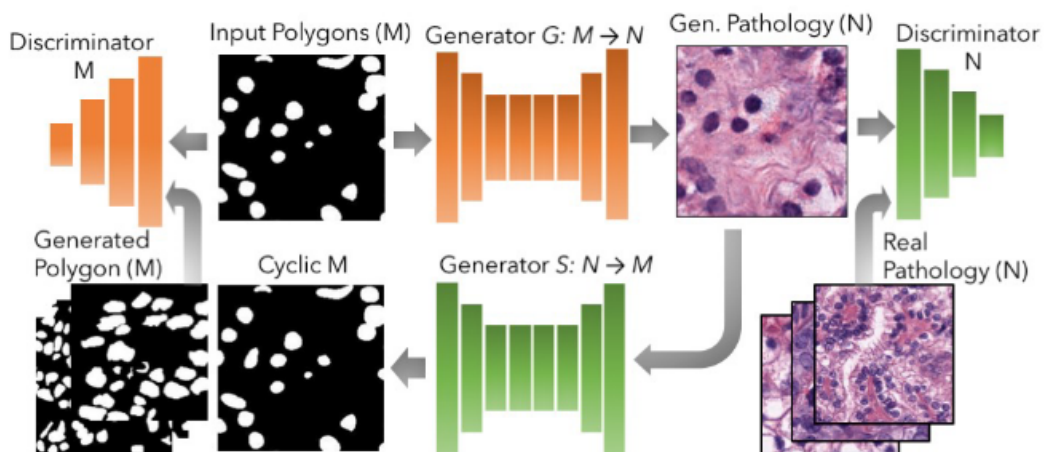 Discriminator
M
Input Polygons (M)
Generator G: M → N
Gen. Pathology (N)
Discriminator
N
Generated
Polygon (M)
Cyclic M
Generator S: N → M
Real
Pathology (N)